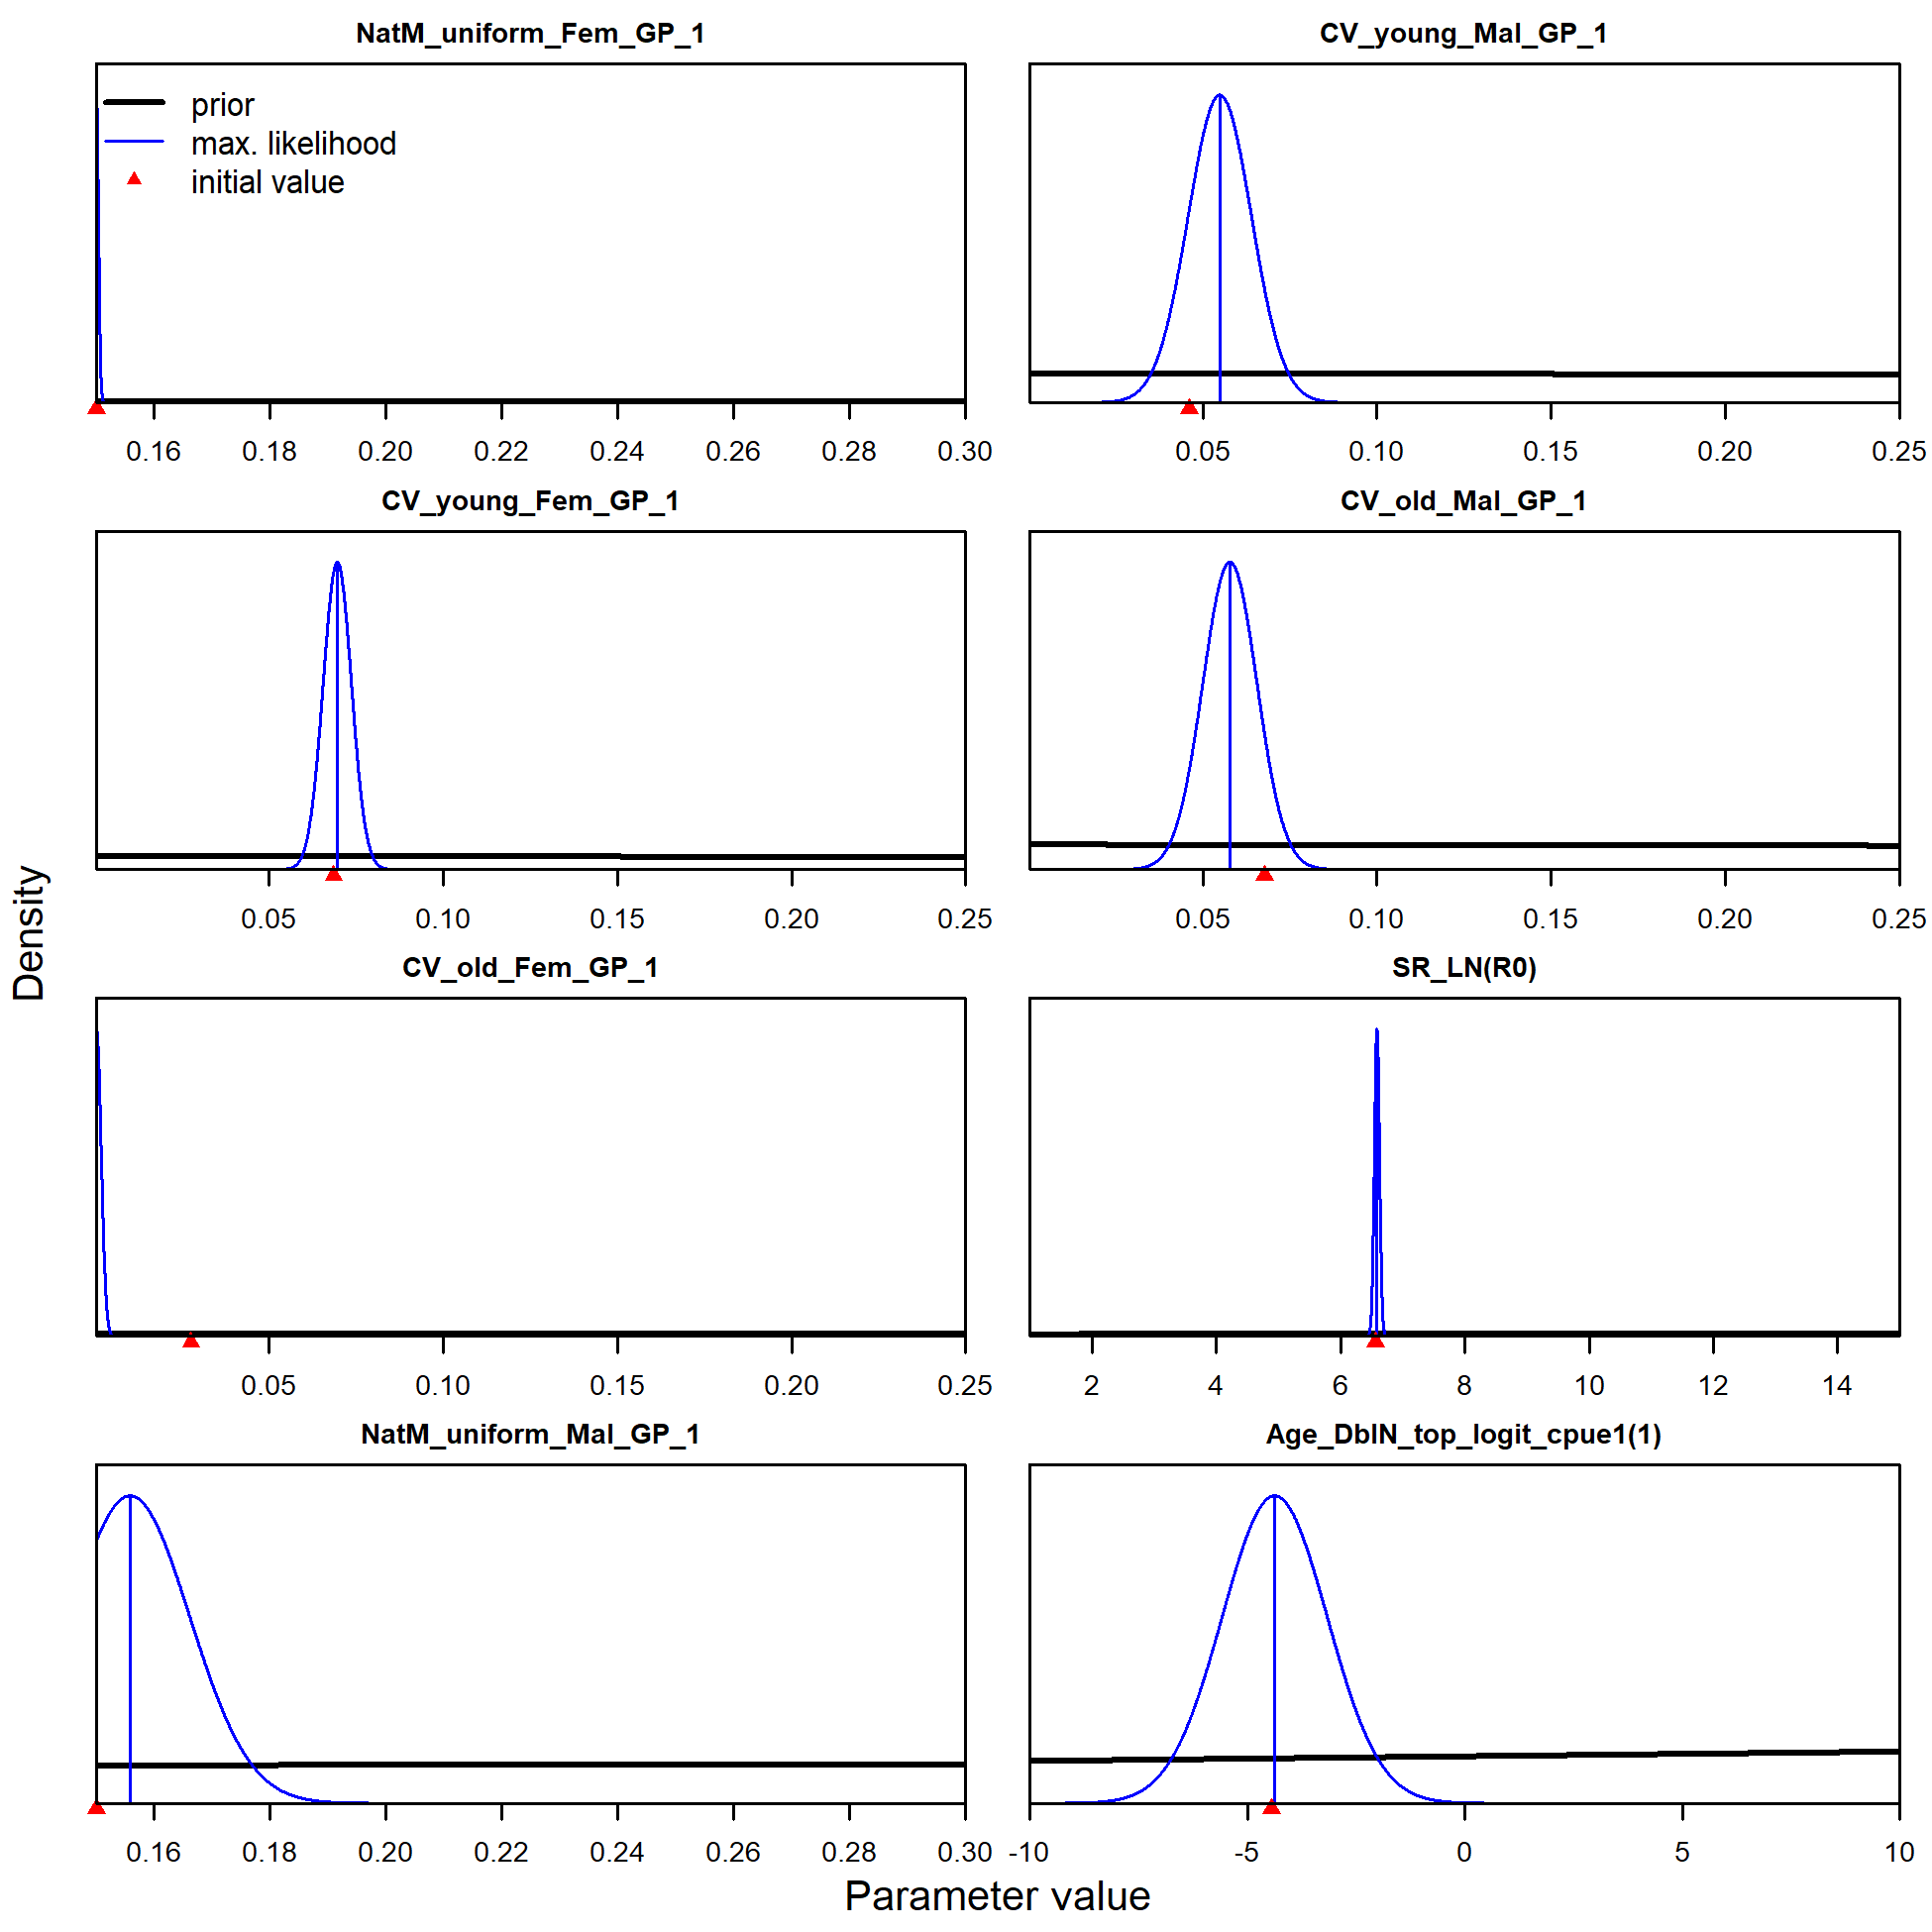 NatM_uniform_Fem_GP_1
prior
max. likelihood
initial value
0.16 0.18 0.20 0.22 0.24 0.26 0.28 0.30
CV_young_Mal_GP_1
0.05 0.10 0.15 0.20 0.25
CV_young_Fem_GP_1
0.05 0.10 0.15 0.20 0.25
CV_old_Mal_GP_1
0.05 0.10 0.15 0.20 0.25
Density
CV_old_Fem_GP_1
0.05 0.10 0.15 0.20 0.25
SR_LN(R0)
2 4 6 8 10 12 14
NatM_uniform_Mal_GP_1
0.16 0.18 0.20 0.22 0.24 0.26 0.28 0.30
Age_DblN_top_logit_cpue1(1)
-10 -5 0 5 10
Parameter value